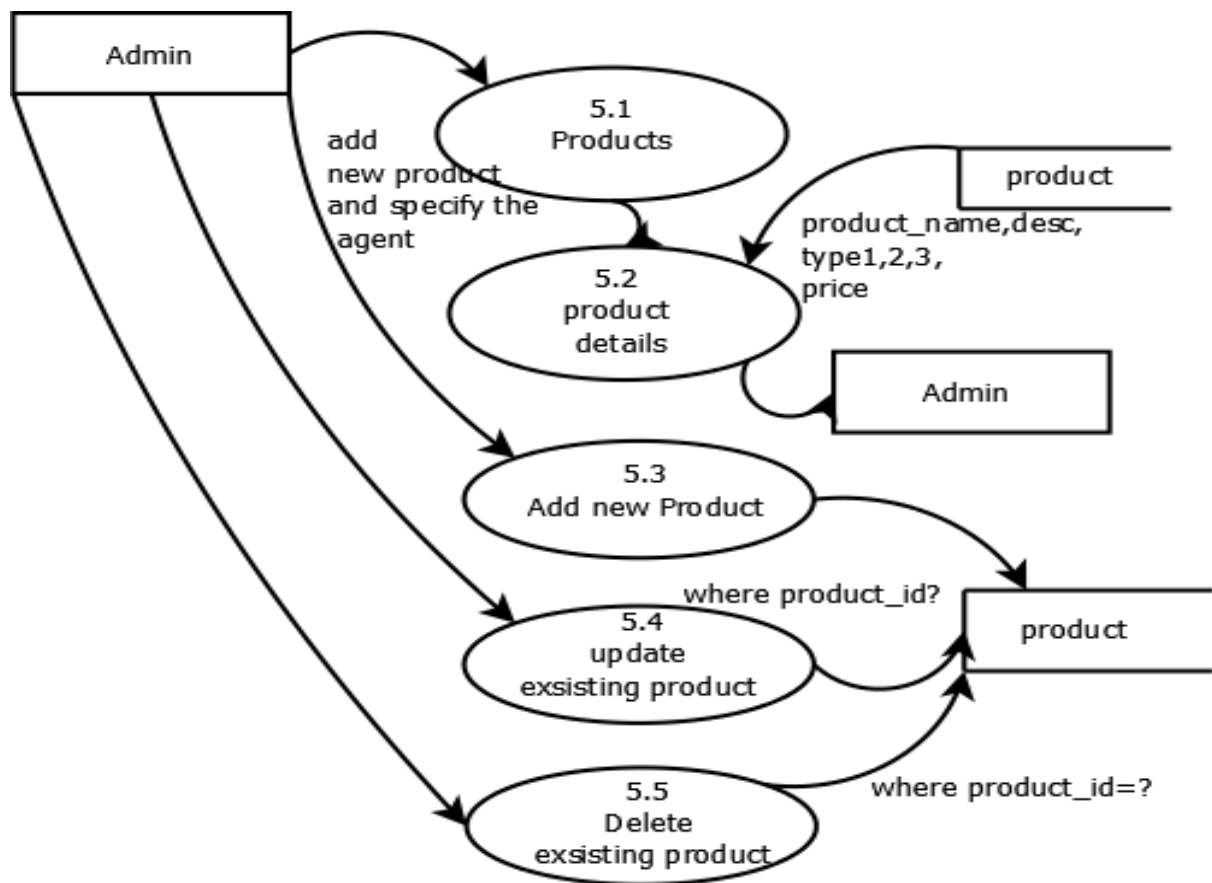 Admin
5.1
Products
add
new product
and specify the
agent
product
product_name,desc,
type1,2,3,
price
5.2
product
details
Admin
5.3
Add new Product
where product_id?
5.4
update
exsisting product
product
where product_id=?
5.5
Delete
exsisting product